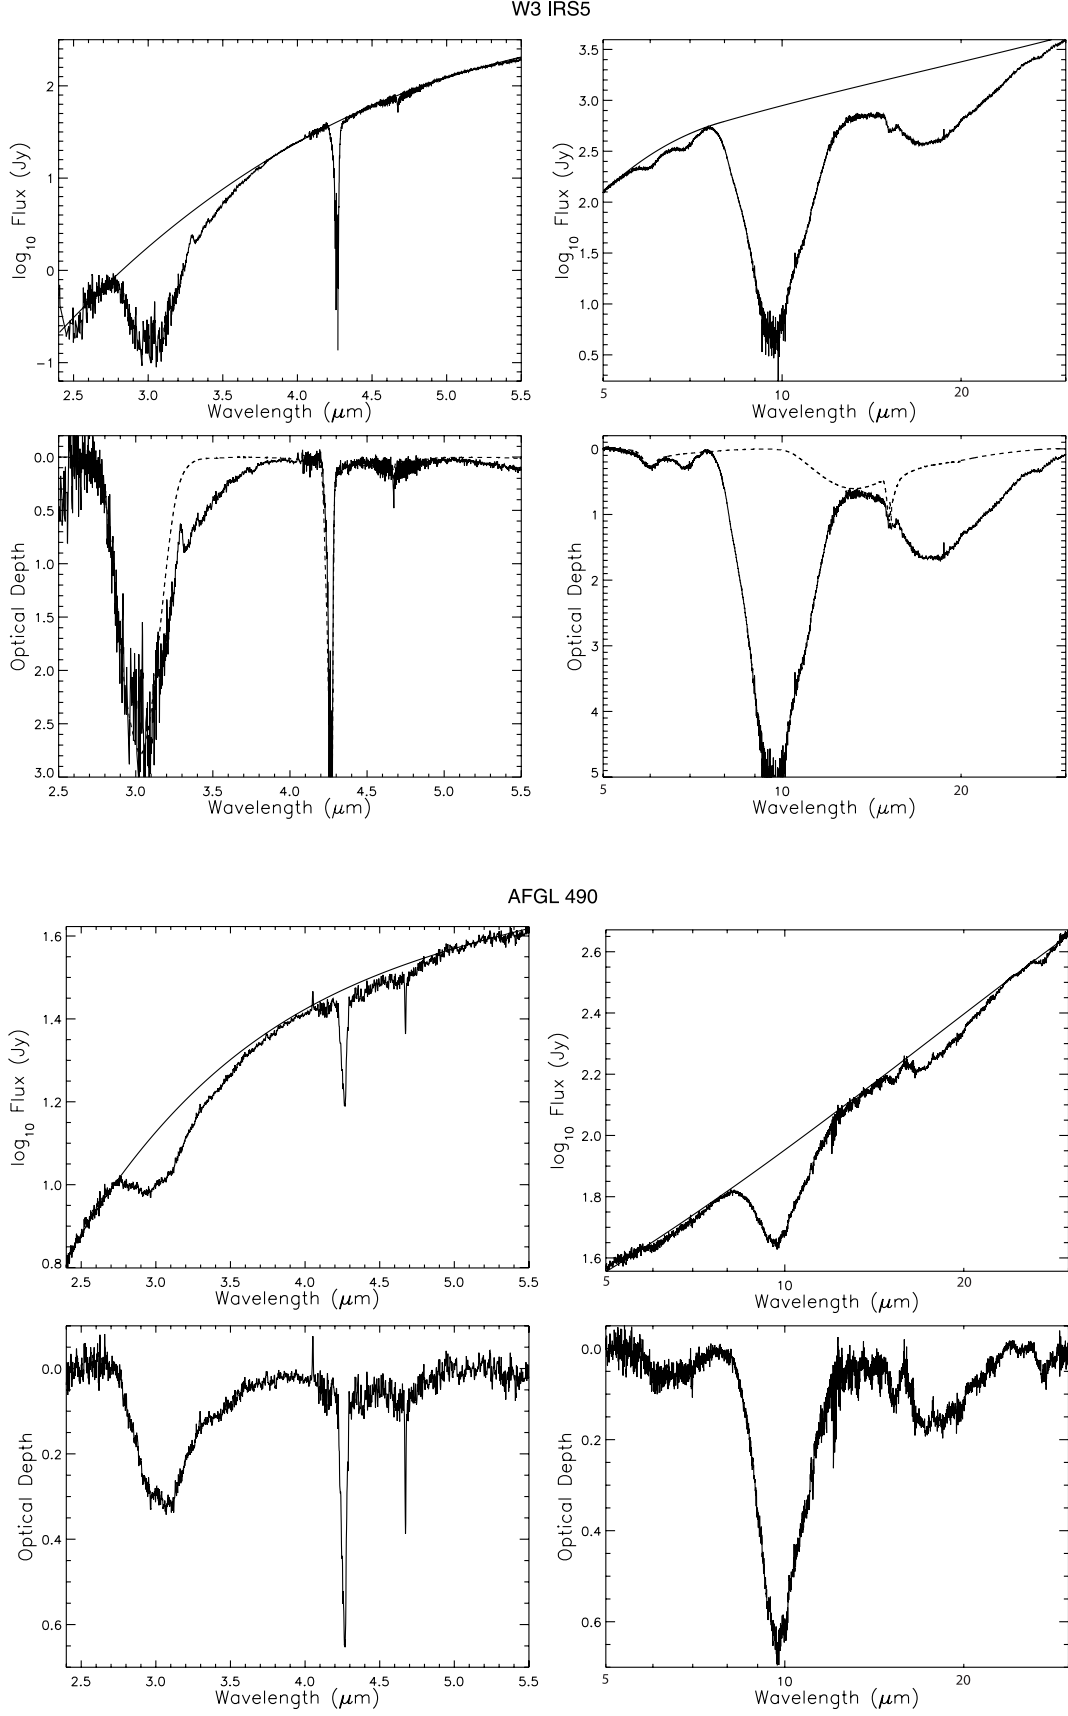 W3 IRS5
log10 Flux (Jy)
2
1
0
−1
2.5 3.0 3.5 4.0 4.5 5.0 5.5
Wavelength (μm)
log10 Flux (Jy)
3.5
3.0
2.5
2.0
1.5
1.0
0.5
5 10 20
Wavelength (μm)
Optical Depth
0.0
0.5
1.0
1.5
2.0
2.5
3.0
2.5 3.0 3.5 4.0 4.5 5.0 5.5
Wavelength (μm)
Optical Depth
0
1
2
3
4
5
5 10 20
Wavelength (μm)
AFGL 490
log10 Flux (Jy)
1.6
1.4
1.2
1.0
0.8
2.5 3.0 3.5 4.0 4.5 5.0 5.5
Wavelength (μm)
log10 Flux (Jy)
2.6
2.4
2.2
2.0
1.8
1.6
5 10 20
Wavelength (μm)
Optical Depth
0.0
0.2
0.4
0.6
2.5 3.0 3.5 4.0 4.5 5.0 5.5
Wavelength (μm)
Optical Depth
0.0
0.2
0.4
0.6
5 10 20
Wavelength (μm)